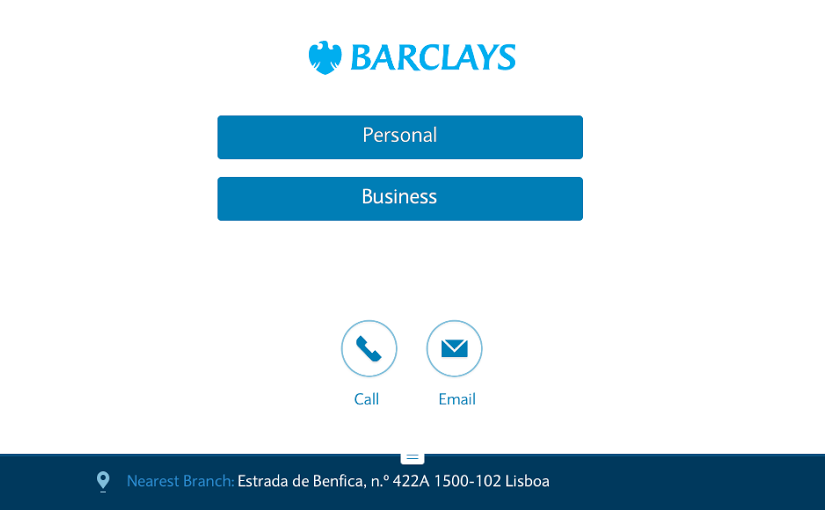 BARCLAYS
Personal
Business
Call
Email
Nearest Branch: Estrada de Benfica, n.º 422A 1500-102 Lisboa